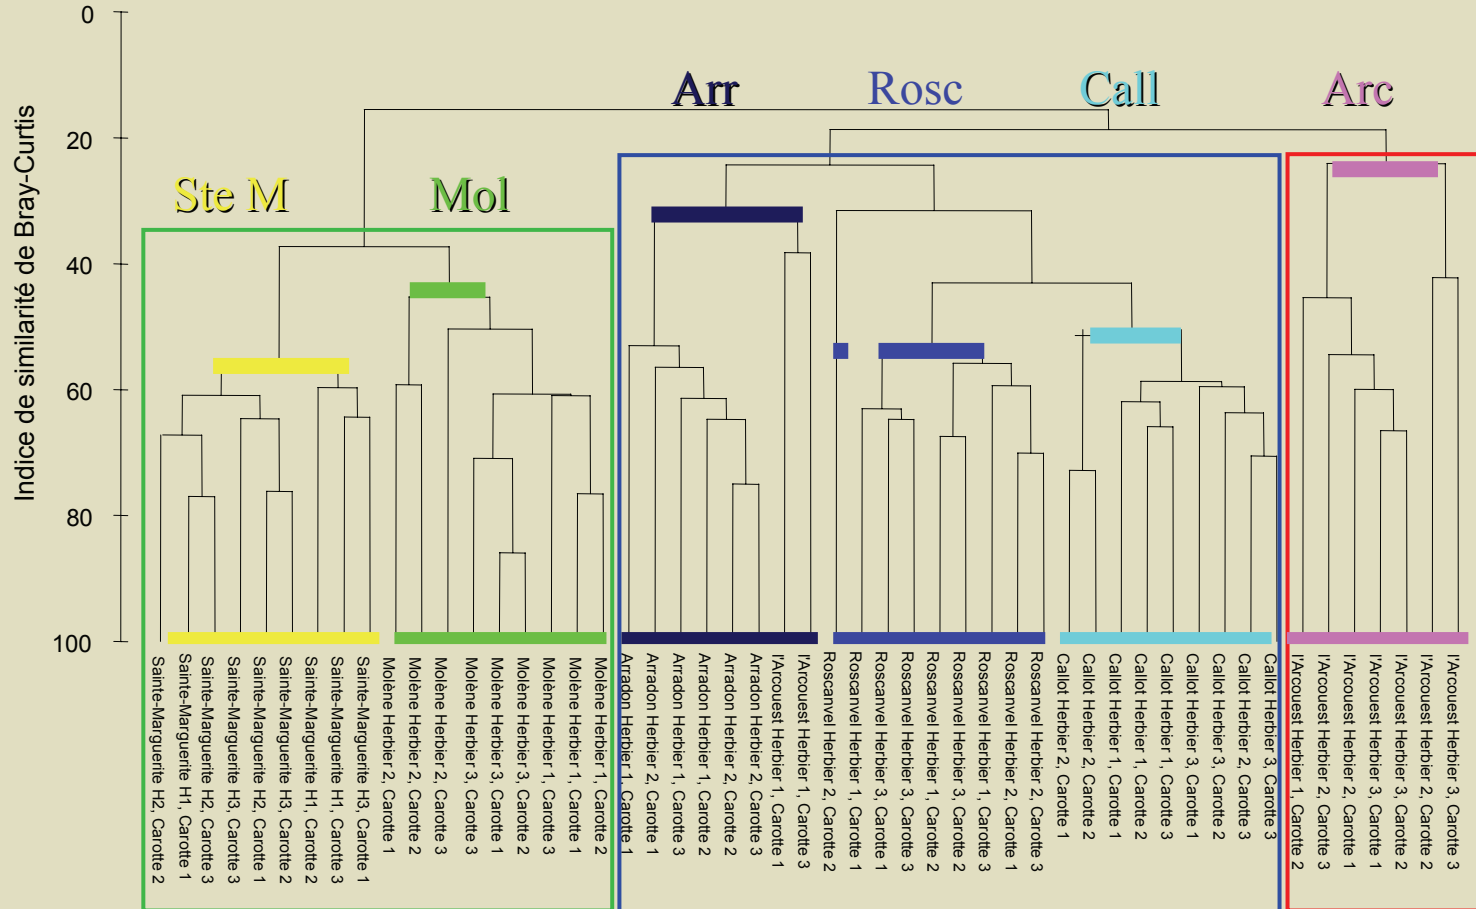 0
20
40
60
80
100
Indice de similarité de Bray-Curtis
Ste M
Mol
Arr
Rosc
Call
Arc
Sainte-Marguerite H2, Carotte 2
Sainte-Marguerite H1, Carotte 1
Sainte-Marguerite H2, Carotte 3
Sainte-Marguerite H3, Carotte 3
Sainte-Marguerite H2, Carotte 1
Sainte-Marguerite H3, Carotte 2
Sainte-Marguerite H1, Carotte 2
Sainte-Marguerite H1, Carotte 3
Sainte-Marguerite H3, Carotte 1
Molène Herbier 2, Carotte 1
Molène Herbier 2, Carotte 2
Molène Herbier 2, Carotte 3
Molène Herbier 3, Carotte 3
Molène Herbier 3, Carotte 1
Molène Herbier 3, Carotte 2
Molène Herbier 1, Carotte 3
Molène Herbier 1, Carotte 1
Molène Herbier 1, Carotte 2
Arradon Herbier 1, Carotte 3
Arradon Herbier 2, Carotte 1
Arradon Herbier 1, Carotte 3
Arradon Herbier 1, Carotte 2
Arradon Herbier 2, Carotte 2
Arradon Herbier 2, Carotte 3
l'Arcouest Herbier 1, Carotte 1
l'Arcouest Herbier 1, Carotte 3
Roscanvel Herbier 2, Carotte 2
Roscanvel Herbier 1, Carotte 1
Roscanvel Herbier 3, Carotte 1
Roscanvel Herbier 3, Carotte 3
Roscanvel Herbier 2, Carotte 1
Roscanvel Herbier 3, Carotte 2
Roscanvel Herbier 1, Carotte 2
Roscanvel Herbier 1, Carotte 3
Roscanvel Herbier 2, Carotte 3
Callot Herbier 2, Carotte 1
Callot Herbier 2, Carotte 2
Callot Herbier 1, Carotte 1
Callot Herbier 1, Carotte 2
Callot Herbier 1, Carotte 3
Callot Herbier 3, Carotte 1
Callot Herbier 3, Carotte 2
Callot Herbier 2, Carotte 3
Callot Herbier 3, Carotte 3
l'Arcouest Herbier 1, Carotte 2
l'Arcouest Herbier 2, Carotte 3
l'Arcouest Herbier 2, Carotte 1
l'Arcouest Herbier 3, Carotte 1
l'Arcouest Herbier 3, Carotte 2
l'Arcouest Herbier 2, Carotte 2
l'Arcouest Herbier 3, Carotte 3